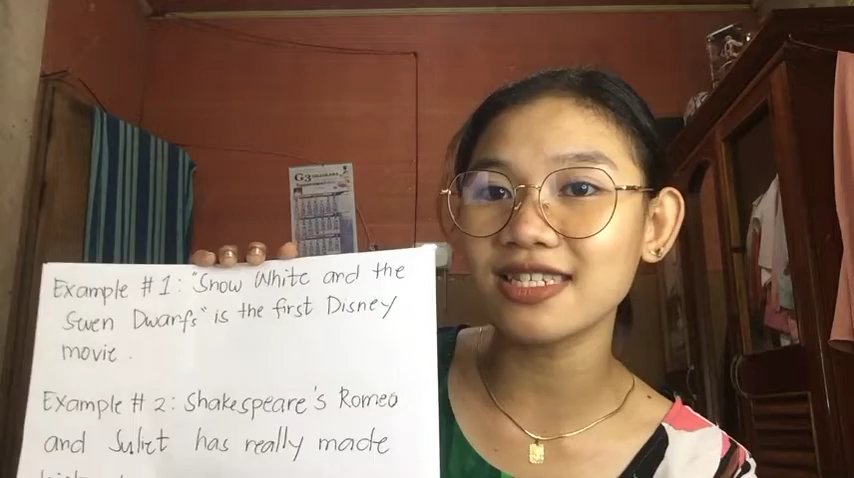 G3
Example #1: "Snow White and the
Seven Dwarfs" is the first Disney
movie.
Example #2: Shakespeare's Romeo
and Juliet has really made